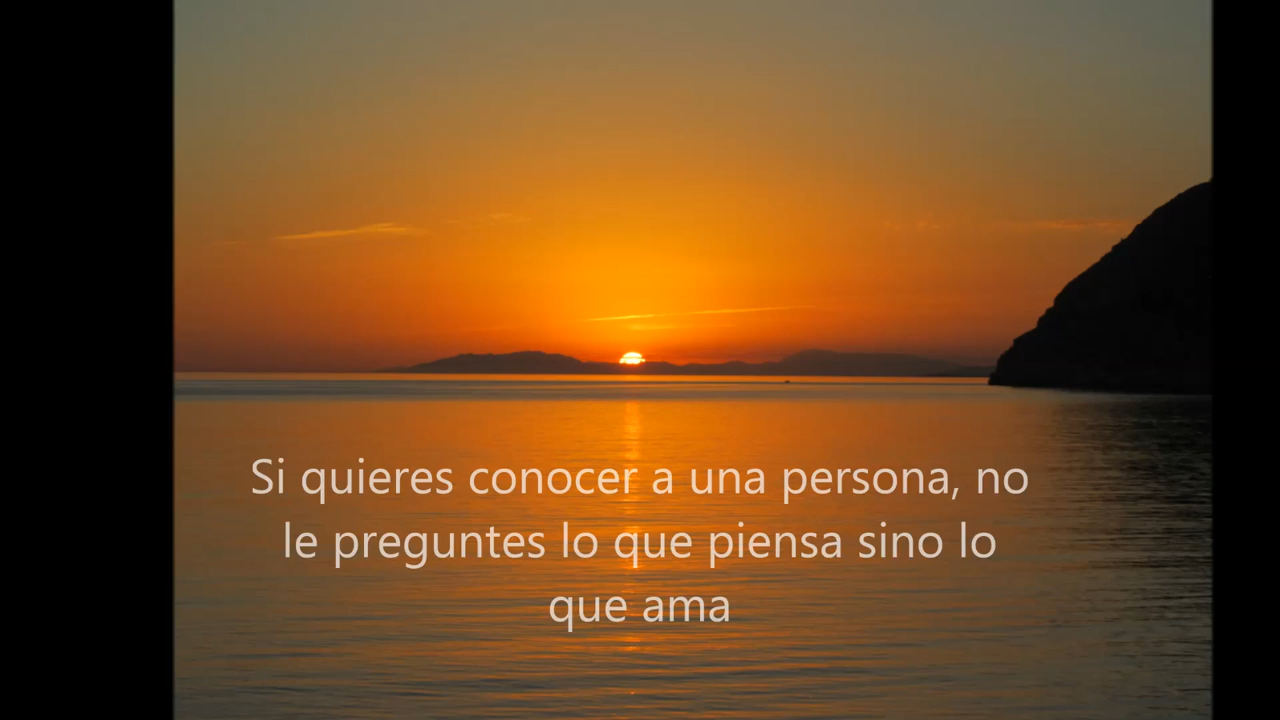 Si quieres conocer a una persona, no
le preguntes lo que piensa sino lo
que ama